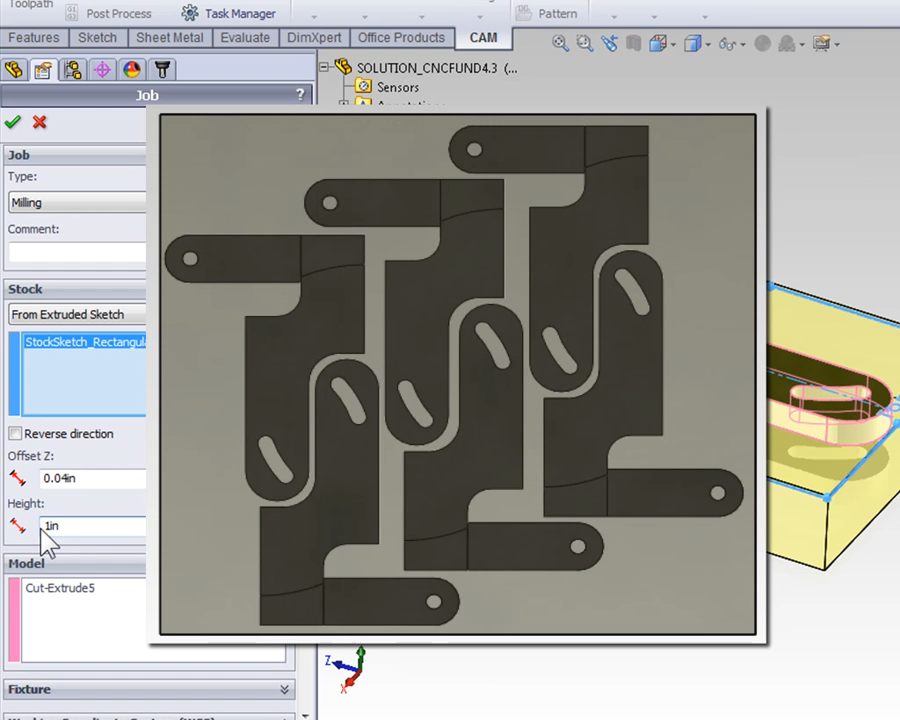 Toolpath
Post Process
Task Manager
Pattern
Features
Sketch
Sheet Metal
Evaluate
DimXpert
Office Products
CAM
SOLUTION_CNCFUND4.3 (...
Sensors
Job
?
Job
Type:
Milling
Comment:
Stock
From Extruded Sketch
StockSketch_Rectangul
Reverse direction
Offset Z:
0.04in
Height:
1in
Model
Cut-Extrude5
Fixture
Z
X